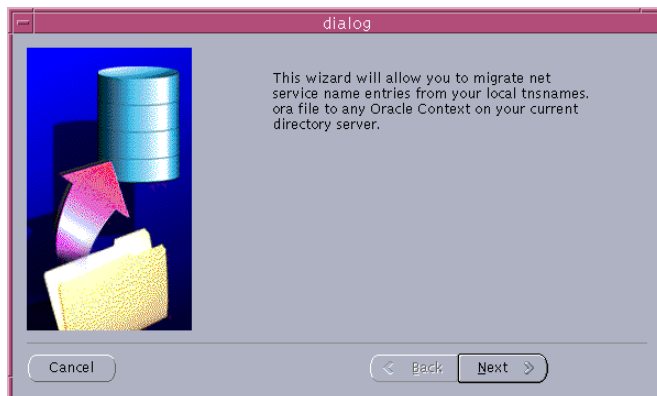 dialog
This wizard will allow you to migrate net
service name entries from your local tnsnames.
ora file to any Oracle Context on your current
directory server.
Cancel
Back
Next